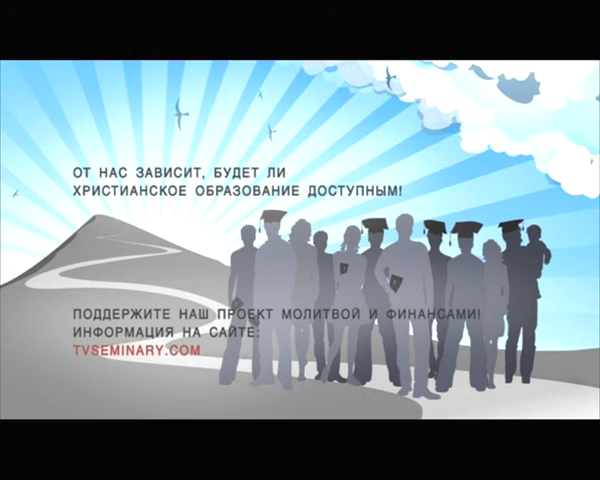 ОТ НАС ЗАВИСИТ, БУДЕТ ЛИ
ХРИСТИАНСКОЕ ОБРАЗОВАНИЕ ДОСТУПНЫМ!
ПОДДЕРЖИТЕ НАШ ПРОЕКТ МОЛИТВОЙ И ФИНАНСАМИ!
ИНФОРМАЦИЯ НА САЙТЕ:
TVSEMINARY.COM